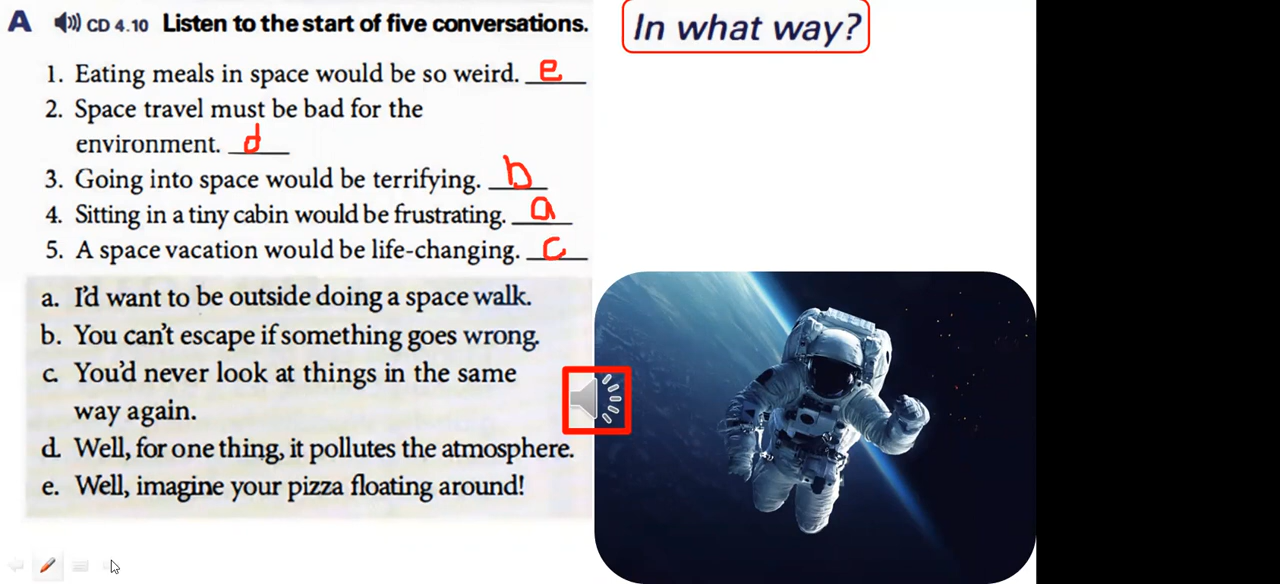 A CD 4.10 Listen to the start of five conversations.
In what way?
1. Eating meals in space would be so weird. e
2. Space travel must be bad for the
environment. d
3. Going into space would be terrifying. b
4. Sitting in a tiny cabin would be frustrating. a
5. A space vacation would be life-changing. c
a. I'd want to be outside doing a space walk.
b. You can't escape if something goes wrong.
c. You'd never look at things in the same
way again.
d. Well, for one thing, it pollutes the atmosphere.
e. Well, imagine your pizza floating around!